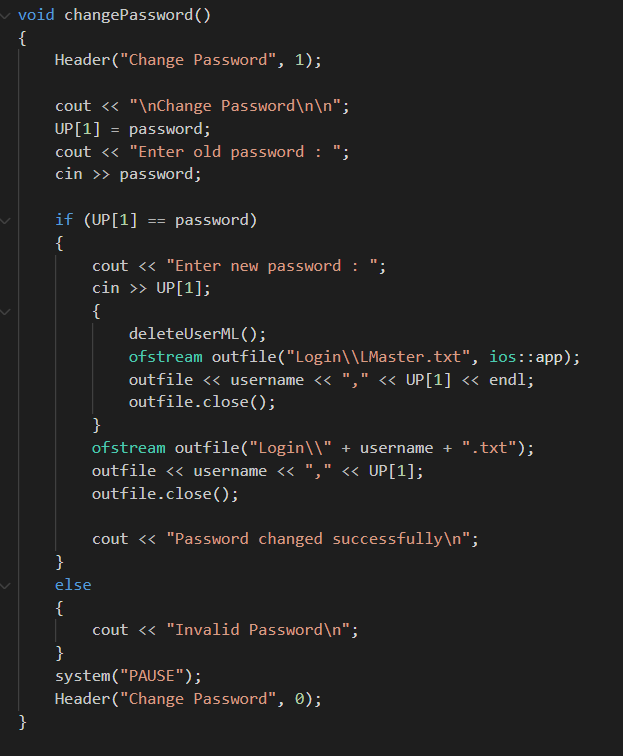 void changePassword()
{
    Header("Change Password", 1);

    cout << "\nChange Password\n\n";
    UP[1] = password;
    cout << "Enter old password : ";
    cin >> password;

    if (UP[1] == password)
    {
        cout << "Enter new password : ";
        cin >> UP[1];
        {
            deleteUserML();
            ofstream outfile("Login\\LMaster.txt", ios::app);
            outfile << username << "," << UP[1] << endl;
            outfile.close();
        }
        ofstream outfile("Login\\" + username + ".txt");
        outfile << username << "," << UP[1];
        outfile.close();

        cout << "Password changed successfully\n";
    }
    else
    {
        cout << "Invalid Password\n";
    }
    system("PAUSE");
    Header("Change Password", 0);
}